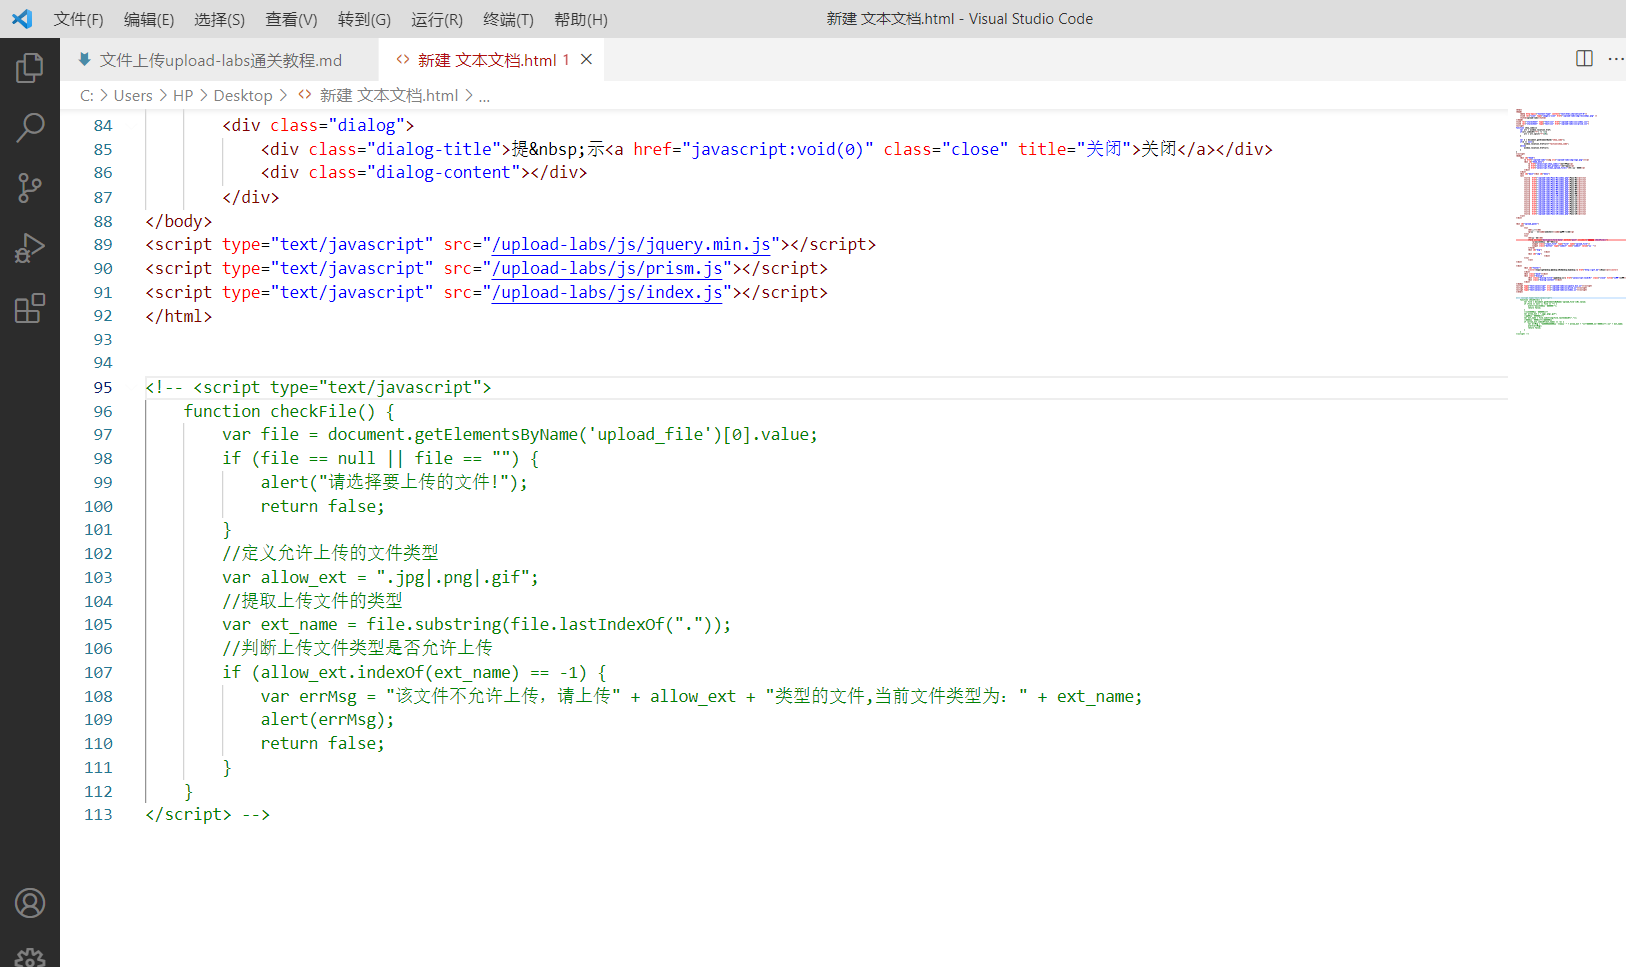 文件(F) 编辑(E) 选择(S) 查看(V) 转到(G) 运行(R) 终端(T) 帮助(H) 新建 文本文档.html - Visual Studio Code
文件上传upload-labs通关教程.md <> 新建 文本文档.html 1 ×
C: > Users > HP > Desktop > <> 新建 文本文档.html > ...
84 <div class="dialog">
85 <div class="dialog-title">提&nbsp;示<a href="javascript:void(0)" class="close" title="关闭">关闭</a></div>
86 <div class="dialog-content"></div>
87 </div>
88 </body>
89 <script type="text/javascript" src="/upload-labs/js/jquery.min.js"></script>
90 <script type="text/javascript" src="/upload-labs/js/prism.js"></script>
91 <script type="text/javascript" src="/upload-labs/js/index.js"></script>
92 </html>
93
94
95 <!-- <script type="text/javascript">
96 function checkFile() {
97 var file = document.getElementsByName('upload_file')[0].value;
98 if (file == null || file == "") {
99 alert("请选择要上传的文件!");
100 return false;
101 }
102 //定义允许上传的文件类型
103 var allow_ext = ".jpg|.png|.gif";
104 //提取上传文件的类型
105 var ext_name = file.substring(file.lastIndexOf("."));
106 //判断上传文件类型是否允许上传
107 if (allow_ext.indexOf(ext_name) == -1) {
108 var errMsg = "该文件不允许上传，请上传" + allow_ext + "类型的文件,当前文件类型为：" + ext_name;
109 alert(errMsg);
110 return false;
111 }
112 }
113 </script> -->